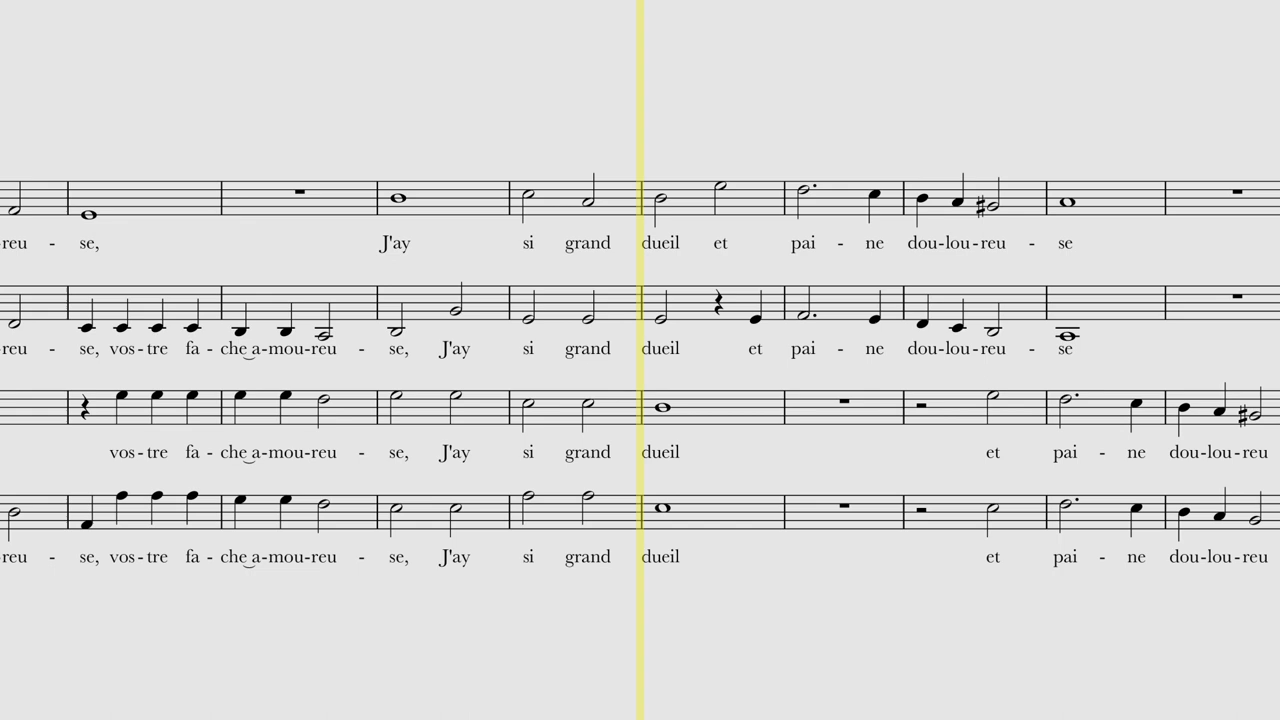 reu - se, J'ay si grand dueil et pai - ne dou-lou-reu - se
reu - se, vos-tre fa - che a-mou-reu - se, J'ay si grand dueil et pai - ne dou-lou-reu - se
vos-tre fa - che a-mou-reu - se, J'ay si grand dueil et pai - ne dou-lou-reu
reu - se, vos-tre fa - che a-mou-reu - se, J'ay si grand dueil et pai - ne dou-lou-reu